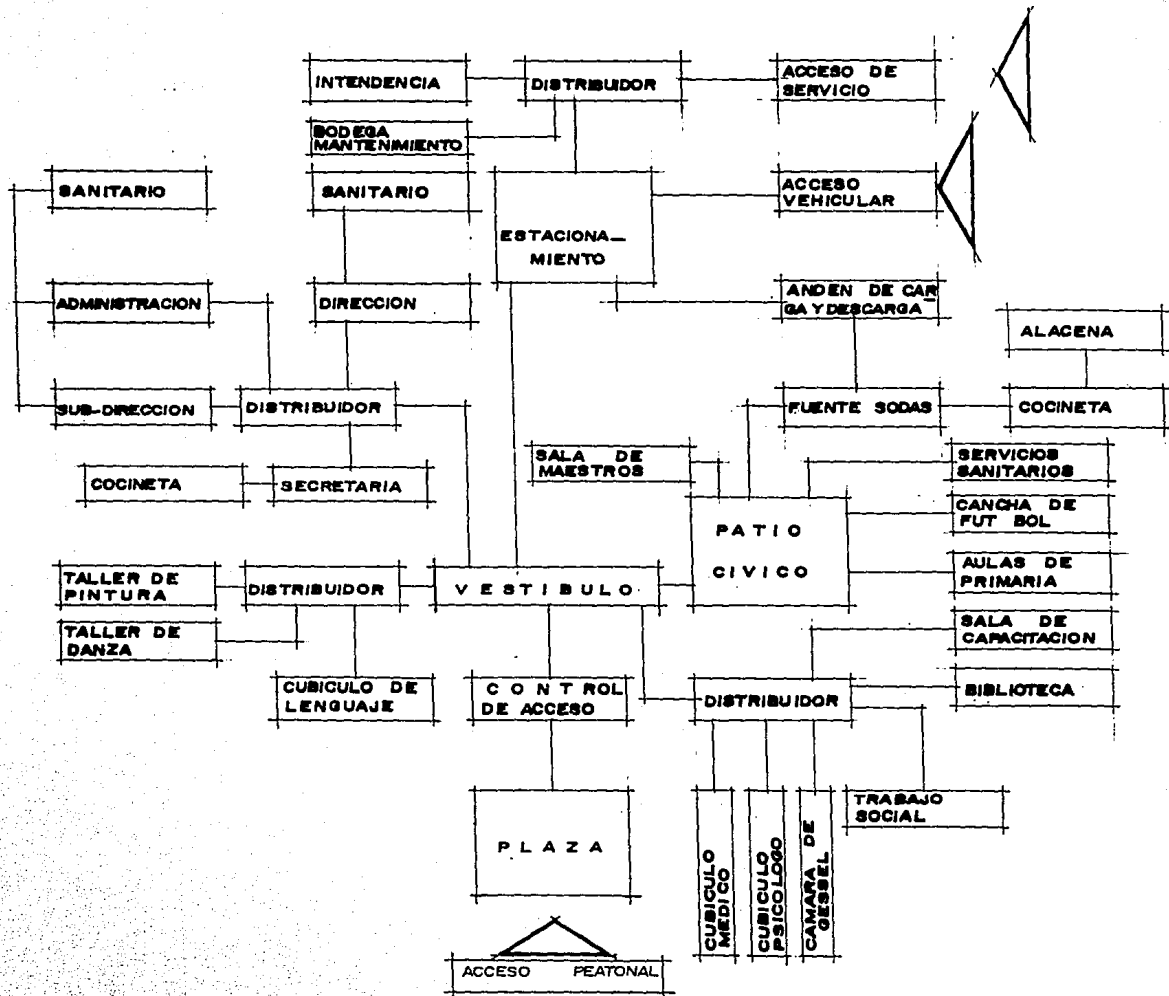 INTENDENCIA
DISTRIBUIDOR
ACCESO DE
SERVICIO
BODEGA
MANTENIMIENTO
SANITARIO
SANITARIO
ACCESO
VEHICULAR
ESTACIONA_
MIENTO
ADMINISTRACION
DIRECCION
ANDEN DE CAR
GA Y DESCARGA
ALACENA
SUB-DIRECCION
DISTRIBUIDOR
FUENTE SODAS
COCINETA
SALA DE
MAESTROS
SERVICIOS
SANITARIOS
COCINETA
SECRETARIA
CANCHA DE
FUT BOL
PATIO
CIVICO
TALLER DE
PINTURA
DISTRIBUIDOR
VESTIBULO
AULAS DE
PRIMARIA
TALLER DE
DANZA
SALA DE
CAPACITACION
CUBICULO DE
LENGUAJE
CONTROL
DE ACCESO
DISTRIBUIDOR
BIBLIOTECA
PLAZA
CUBICULO
MEDICO
CUBICULO
PSICOLOGO
CAMARA DE
GESSEL
TRABAJO
SOCIAL
ACCESO PEATONAL